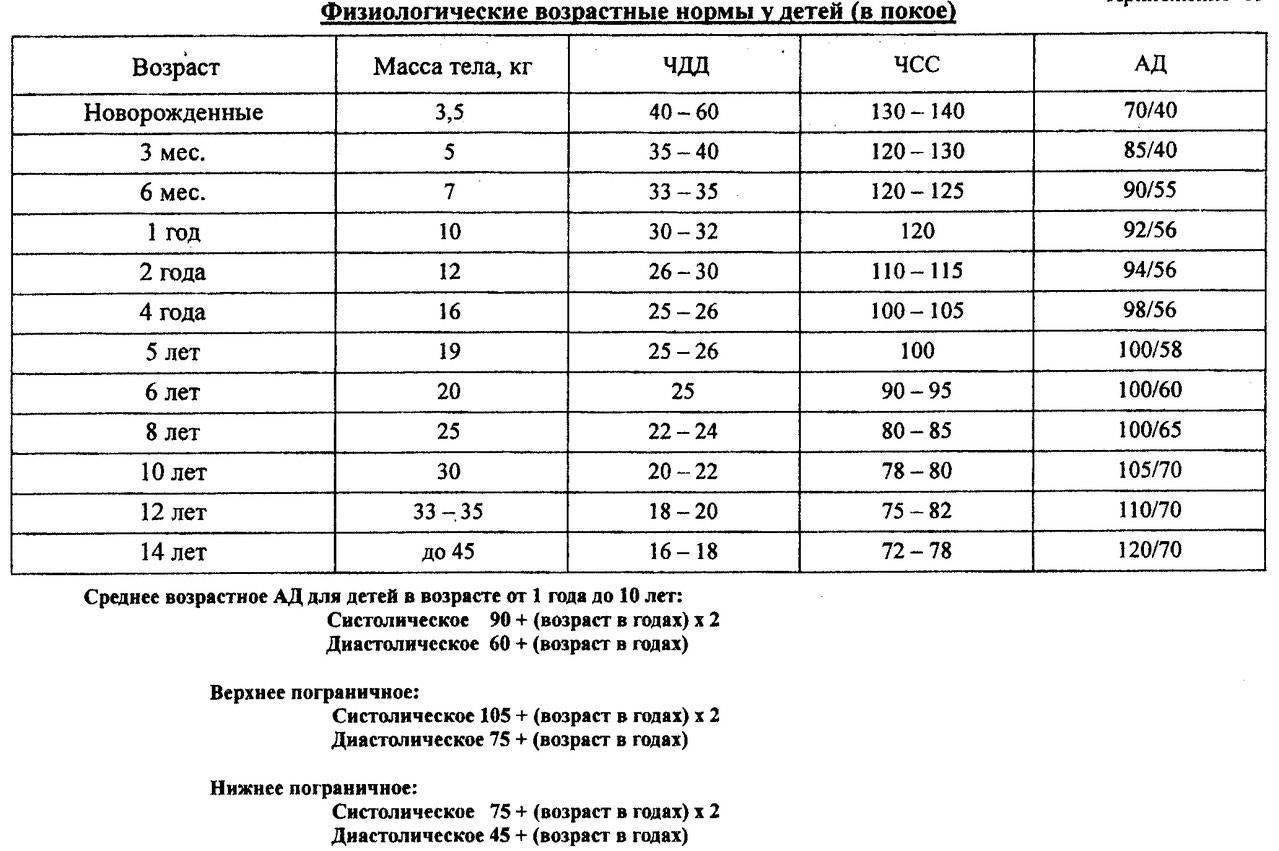 Физиологические возрастные нормы у детей (в покое)
Возраст Масса тела, кг ЧДД ЧСС АД
Новорожденные 3,5 40 – 60 130 – 140 70/40
3 мес. 5 35 – 40 120 – 130 85/40
6 мес. 7 33 – 35 120 – 125 90/55
1 год 10 30 – 32 120 92/56
2 года 12 26 – 30 110 – 115 94/56
4 года 16 25 – 26 100 – 105 98/56
5 лет 19 25 – 26 100 100/58
6 лет 20 25 90 – 95 100/60
8 лет 25 22 – 24 80 – 85 100/65
10 лет 30 20 – 22 78 – 80 105/70
12 лет 33 – 35 18 – 20 75 – 82 110/70
14 лет до 45 16 – 18 72 – 78 120/70
Среднее возрастное АД для детей в возрасте от 1 года до 10 лет:
Систолическое 90 + (возраст в годах) х 2
Диастолическое 60 + (возраст в годах)
Верхнее пограничное:
Систолическое 105 + (возраст в годах) х 2
Диастолическое 75 + (возраст в годах)
Нижнее пограничное:
Систолическое 75 + (возраст в годах) х 2
Диастолическое 45 + (возраст в годах)